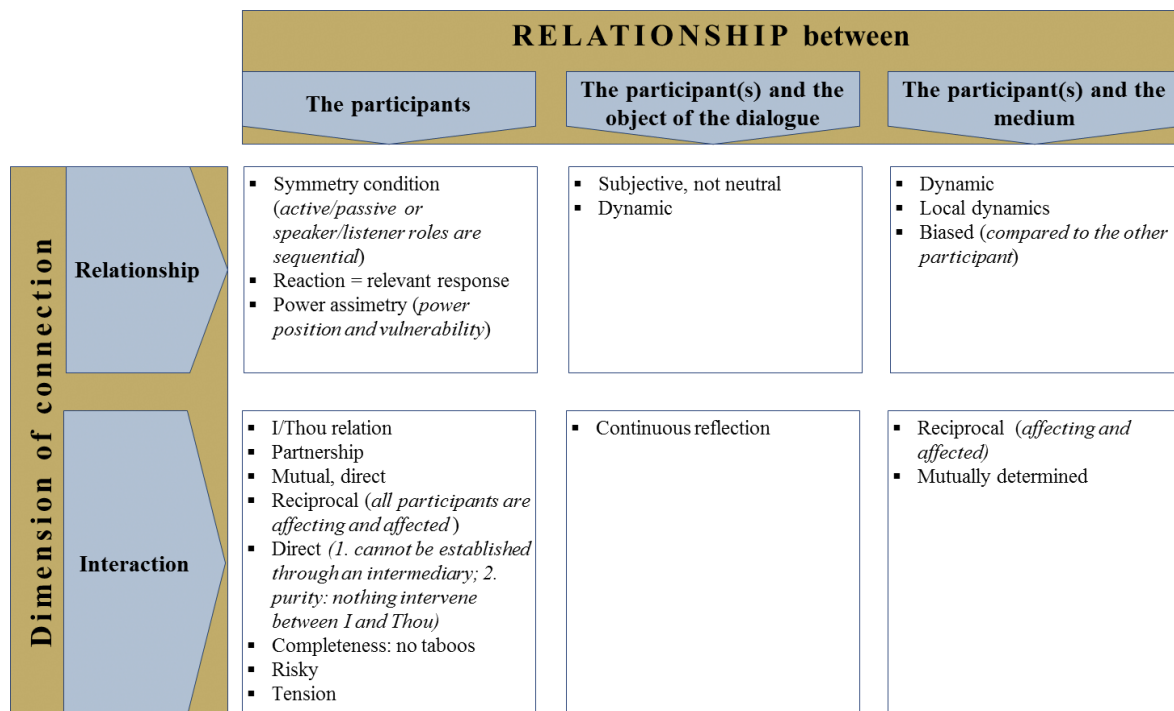 RELATIONSHIP between
The participants
The participant(s) and the
object of the dialogue
The participant(s) and the
medium
Dimension of connection
Relationship
▪ Symmetry condition
(active/passive or
speaker/listener roles are
sequential)
▪ Reaction = relevant response
▪ Power assimetry (power
position and vulnerability)
▪ Subjective, not neutral
▪ Dynamic
▪ Dynamic
▪ Local dynamics
▪ Biased (compared to the other
participant)
Interaction
▪ I/Thou relation
▪ Partnership
▪ Mutual, direct
▪ Reciprocal (all participants are
affecting and affected )
▪ Direct (1. cannot be established
through an intermediary; 2.
purity: nothing intervene
between I and Thou)
▪ Completeness: no taboos
▪ Risky
▪ Tension
▪ Continuous reflection
▪ Reciprocal (affecting and
affected)
▪ Mutually determined